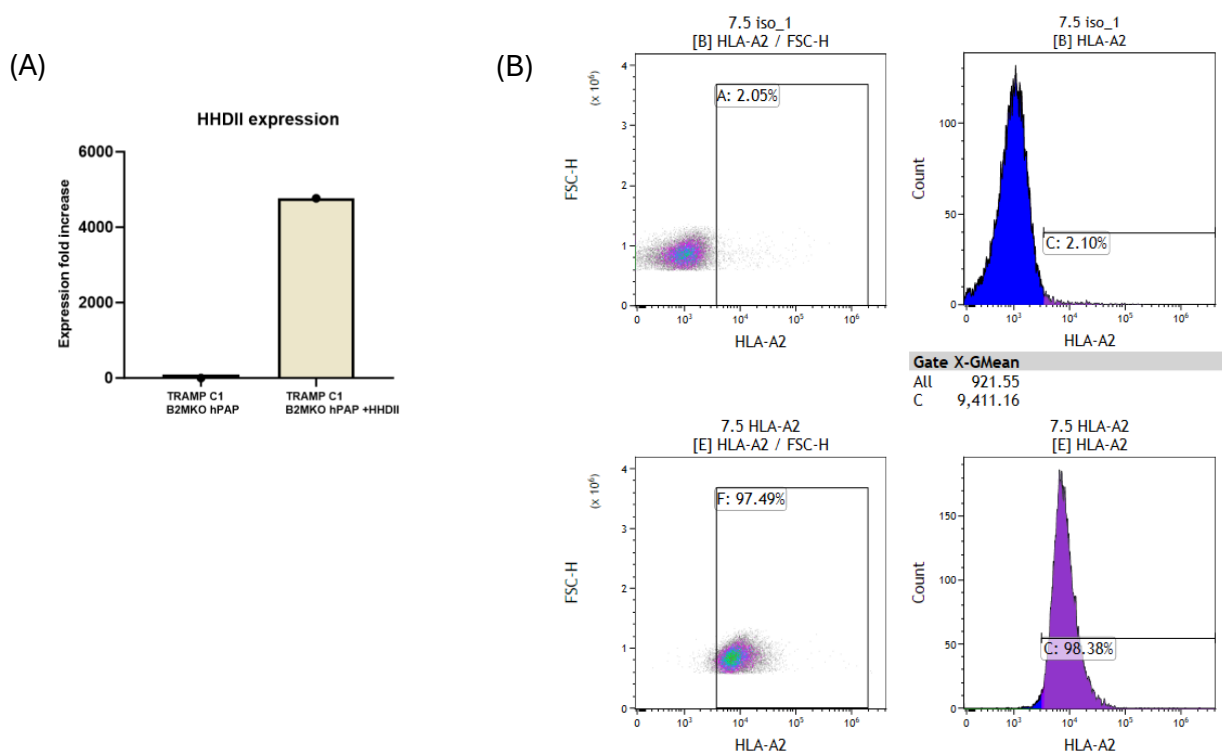 (A)
HHDII expression
Expression fold increase
6000
4000
2000
0
TRAMP C1
B2MKO hPAP
TRAMP C1
B2MKO hPAP +HHDII
(B)
7.5 iso_1
[B] HLA-A2 / FSC-H
(x 10⁶)
FSC-H
4
3
2
1
0
A: 2.05%
0 10³ 10⁴ 10⁵ 10⁶
HLA-A2
7.5 iso_1
[B] HLA-A2
Count
100
50
0
C: 2.10%
0 10³ 10⁴ 10⁵ 10⁶
HLA-A2
Gate X-GMean
All 921.55
C 9,411.16
7.5 HLA-A2
[E] HLA-A2 / FSC-H
(x 10⁶)
FSC-H
4
3
2
1
0
F: 97.49%
0 10³ 10⁴ 10⁵ 10⁶
HLA-A2
7.5 HLA-A2
[E] HLA-A2
Count
150
100
50
0
C: 98.38%
0 10³ 10⁴ 10⁵ 10⁶
HLA-A2